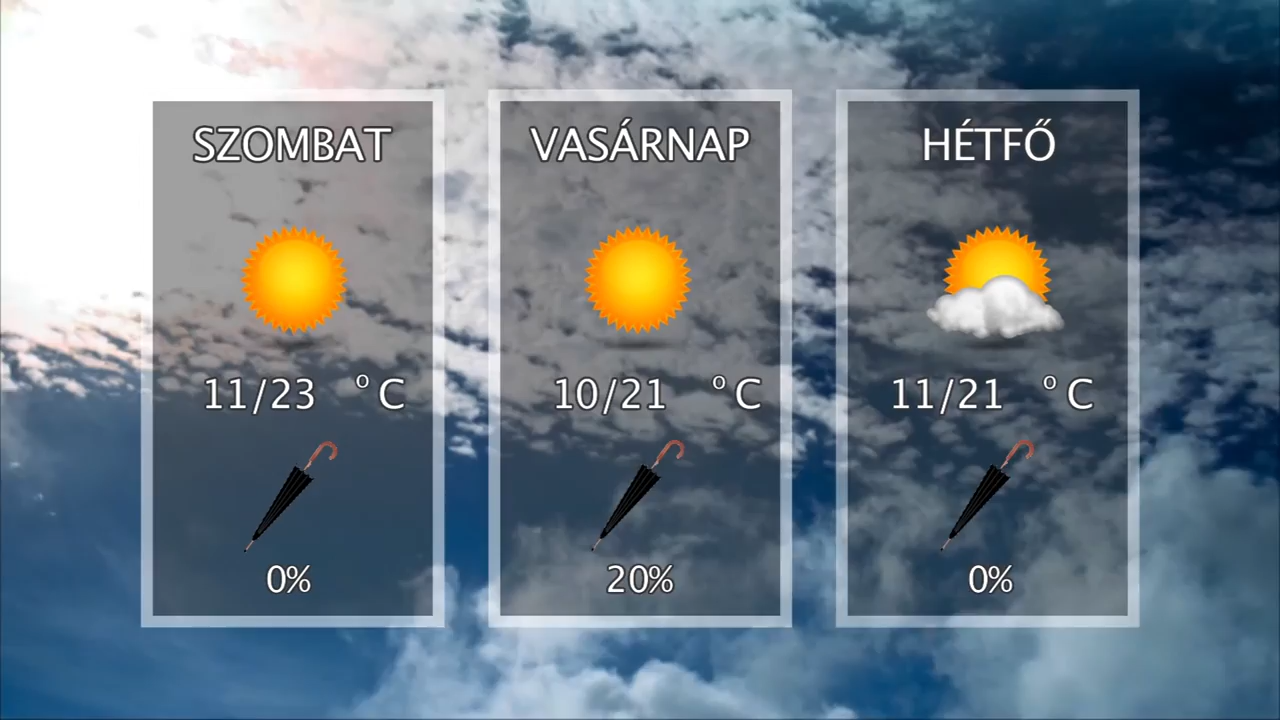 SZOMBAT
11/23 °C
0%
VASÁRNAP
10/21 °C
20%
HÉTFŐ
11/21 °C
0%